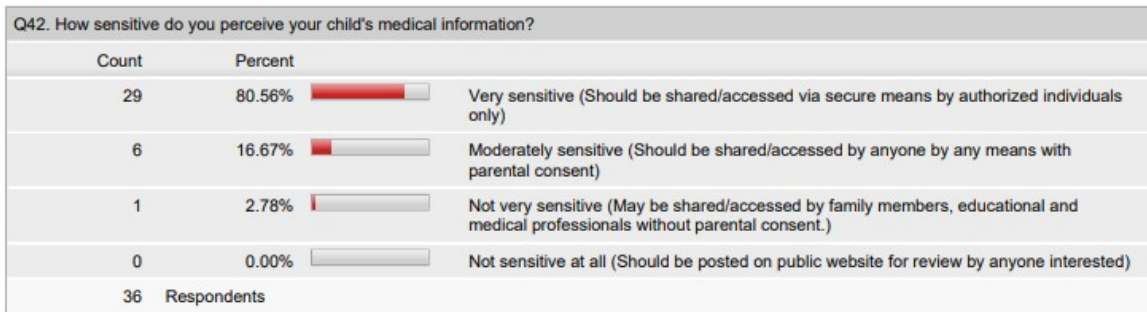 Q42. How sensitive do you perceive your child's medical information?
Count Percent
29 80.56% Very sensitive (Should be shared/accessed via secure means by authorized individuals
only)
6 16.67% Moderately sensitive (Should be shared/accessed by anyone by any means with
parental consent)
1 2.78% Not very sensitive (May be shared/accessed by family members, educational and
medical professionals without parental consent.)
0 0.00% Not sensitive at all (Should be posted on public website for review by anyone interested)
36 Respondents